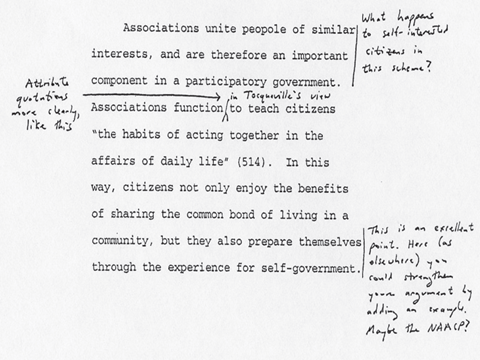 Associations unite peopole of similar
interests, and are therefore an important
component in a participatory government.
in Tocqueville's view
Associations function to teach citizens
"the habits of acting together in the
affairs of daily life" (514). In this
way, citizens not only enjoy the benefits
of sharing the common bond of living in a
community, but they also prepare themselves
through the experience for self-government.
What happens
to self-interested
citizens in
this scheme?
Attribute
quotations
more clearly,
like this
This is an excellent
point. Here (as
elsewhere) you
could strengthen
youre argument by
adding an example.
Maybe the NAACP?